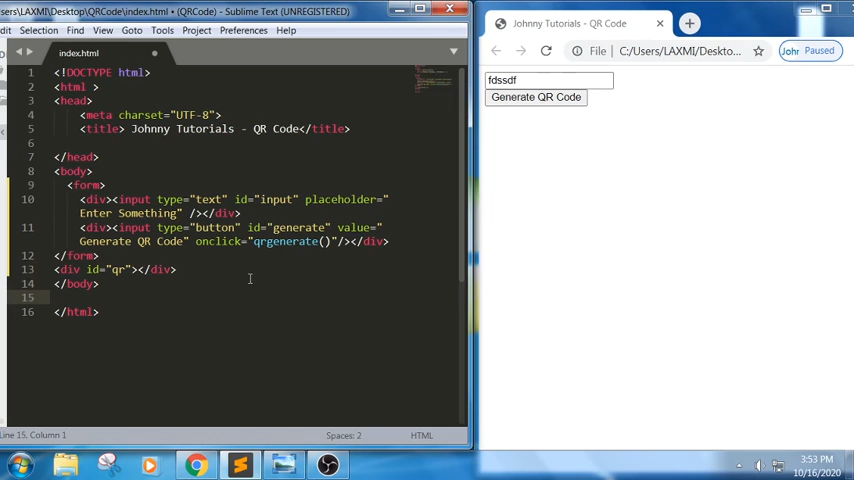 ers/LAXMI/Desktop\QRCode\index.html • (QRCode) - Sublime Text (UNREGISTERED)
dit Selection Find View Goto Tools Project Preferences Help
index.html
1 <!DOCTYPE html>
2 <html >
3 <head>
4 <meta charset="UTF-8">
5 <title> Johnny Tutorials - QR Code</title>
6
7 </head>
8 <body>
9 <form>
10 <div><input type="text" id="input" placeholder="
Enter Something" /></div>
11 <div><input type="button" id="generate" value="
Generate QR Code" onclick="qrgenerate()"/></div>
12 </form>
13 <div id="qr"></div>
14 </body>
15
16 </html>
Line 15, Column 1
Spaces: 2
HTML
Johnny Tutorials - QR Code
File
C:/Users/LAXMI/Deskto...
John
Paused
fdssdf
Generate QR Code
3:53 PM
10/16/2020